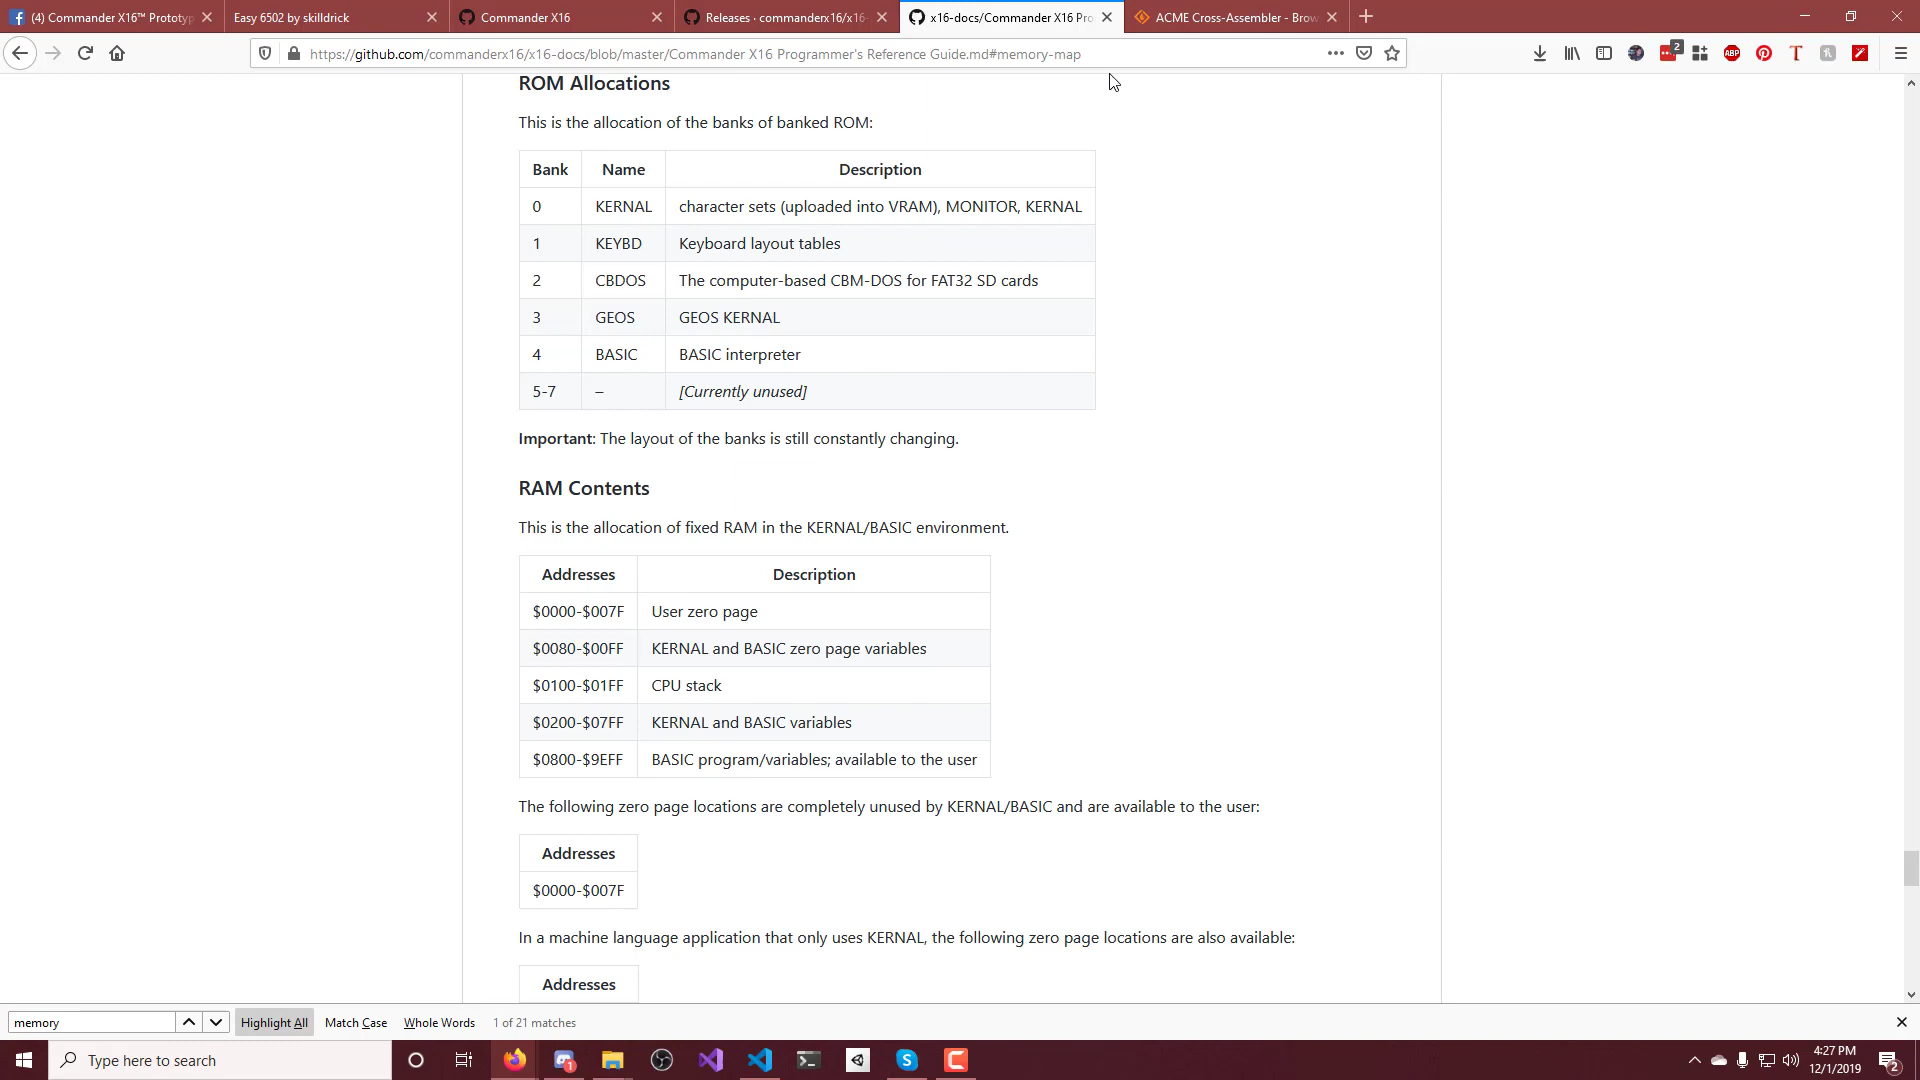 (4) Commander X16™ Prototyp
Easy 6502 by skilldrick
Commander X16
Releases · commanderx16/x16-
x16-docs/Commander X16 Pro
ACME Cross-Assembler - Brow
https://github.com/commanderx16/x16-docs/blob/master/Commander X16 Programmer's Reference Guide.md#memory-map
2
ABP
ROM Allocations
This is the allocation of the banks of banked ROM:
Bank Name Description
0 KERNAL character sets (uploaded into VRAM), MONITOR, KERNAL
1 KEYBD Keyboard layout tables
2 CBDOS The computer-based CBM-DOS for FAT32 SD cards
3 GEOS GEOS KERNAL
4 BASIC BASIC interpreter
5-7 – [Currently unused]
Important: The layout of the banks is still constantly changing.
RAM Contents
This is the allocation of fixed RAM in the KERNAL/BASIC environment.
Addresses Description
$0000-$007F User zero page
$0080-$00FF KERNAL and BASIC zero page variables
$0100-$01FF CPU stack
$0200-$07FF KERNAL and BASIC variables
$0800-$9EFF BASIC program/variables; available to the user
The following zero page locations are completely unused by KERNAL/BASIC and are available to the user:
Addresses
$0000-$007F
In a machine language application that only uses KERNAL, the following zero page locations are also available:
Addresses
memory Highlight All Match Case Whole Words 1 of 21 matches
Type here to search
4:27 PM
12/1/2019
2